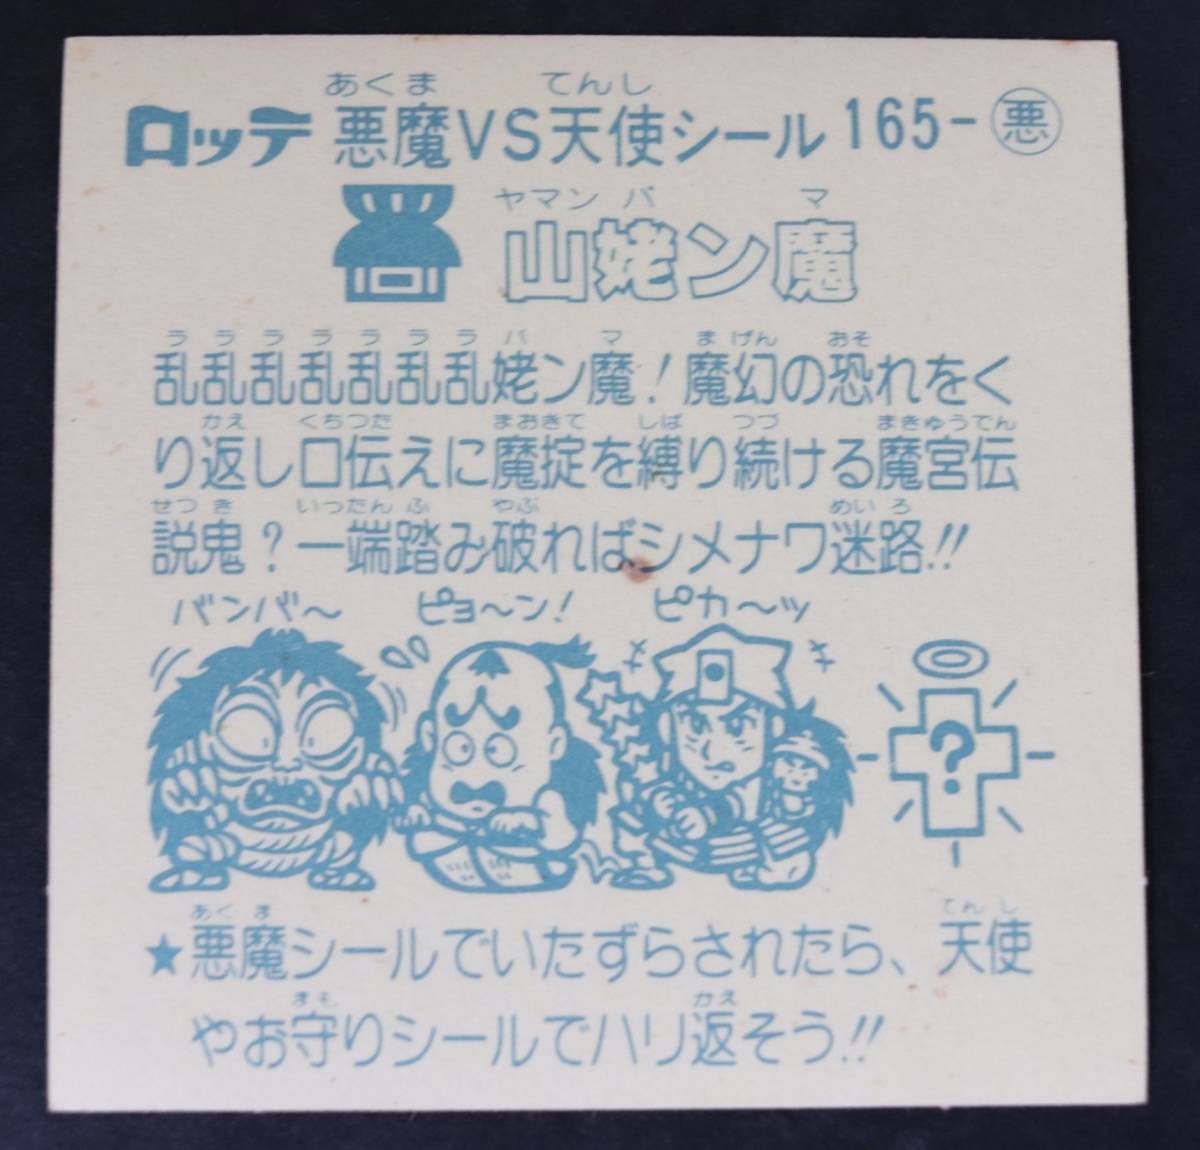 あくま てんし
ロッテ 悪魔VS天使シール 165-悪
ヤマンバ マ
山姥ン魔
ララララララ ラバ マ まげん おそ
乱乱乱乱乱乱乱姥ン魔!魔幻の恐れをく
かえ くちつた まおきて しば つづ まきゅうでん
り返し口伝えに魔掟を縛り続ける魔宮伝
せつき いったんふ やぶ めいろ
説鬼?一端踏み破ればシメナワ迷路!!
バンバ〜 ピョ〜ン! ピカ〜ッ
?
あくま てんし
★悪魔シールでいたずらされたら、天使
まも かえ
やお守りシールでハリ返そう!!